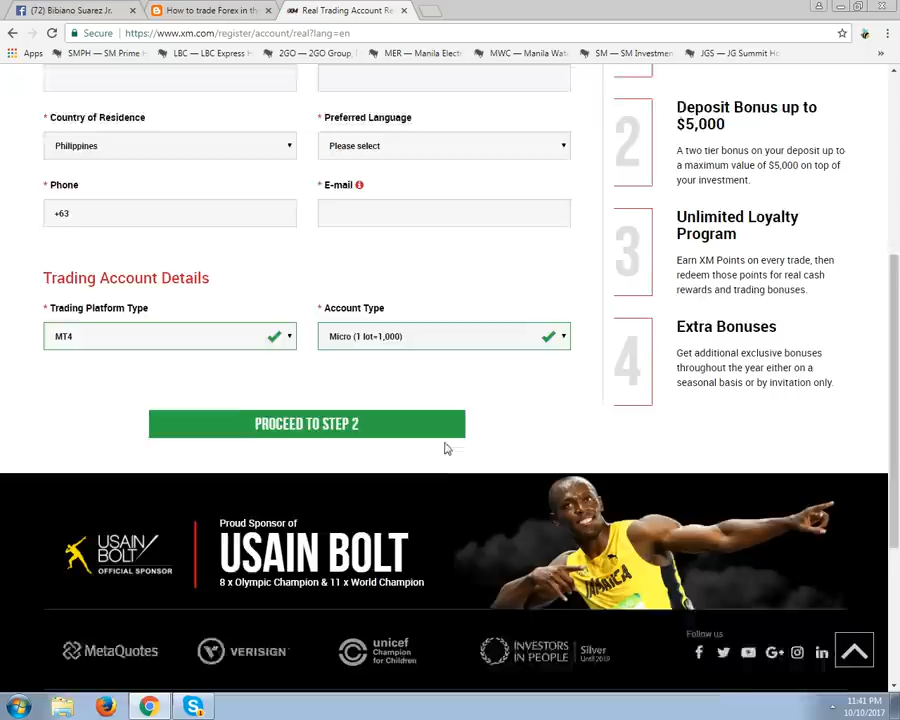 (72) Bibiano Suarez Jr.
How to trade Forex in the
Real Trading Account Re
Secure
https://www.xm.com/register/account/real?lang=en
Apps
SMPH — SM Prime H
LBC — LBC Express H
2GO — 2GO Group, I
MER — Manila Electri
MWC — Manila Wate
SM — SM Investmen
JGS — JG Summit Ho
* Country of Residence
* Preferred Language
Philippines
Please select
* Phone
* E-mail
+63
Trading Account Details
* Trading Platform Type
* Account Type
MT4
Micro (1 lot=1,000)
PROCEED TO STEP 2
2
Deposit Bonus up to
$5,000
A two tier bonus on your deposit up to
a maximum value of $5,000 on top of
your investment.
3
Unlimited Loyalty
Program
Earn XM Points on every trade, then
redeem those points for real cash
rewards and trading bonuses.
4
Extra Bonuses
Get additional exclusive bonuses
throughout the year either on a
seasonal basis or by invitation only.
USAIN
BOLT
OFFICIAL SPONSOR
Proud Sponsor of
USAIN BOLT
8 x Olympic Champion & 11 x World Champion
JAMAICA
MetaQuotes
VERISIGN
unicef
Champion
for Children
INVESTORS
IN PEOPLE
Silver
Until 2019
Follow us
11:41 PM
10/10/2017